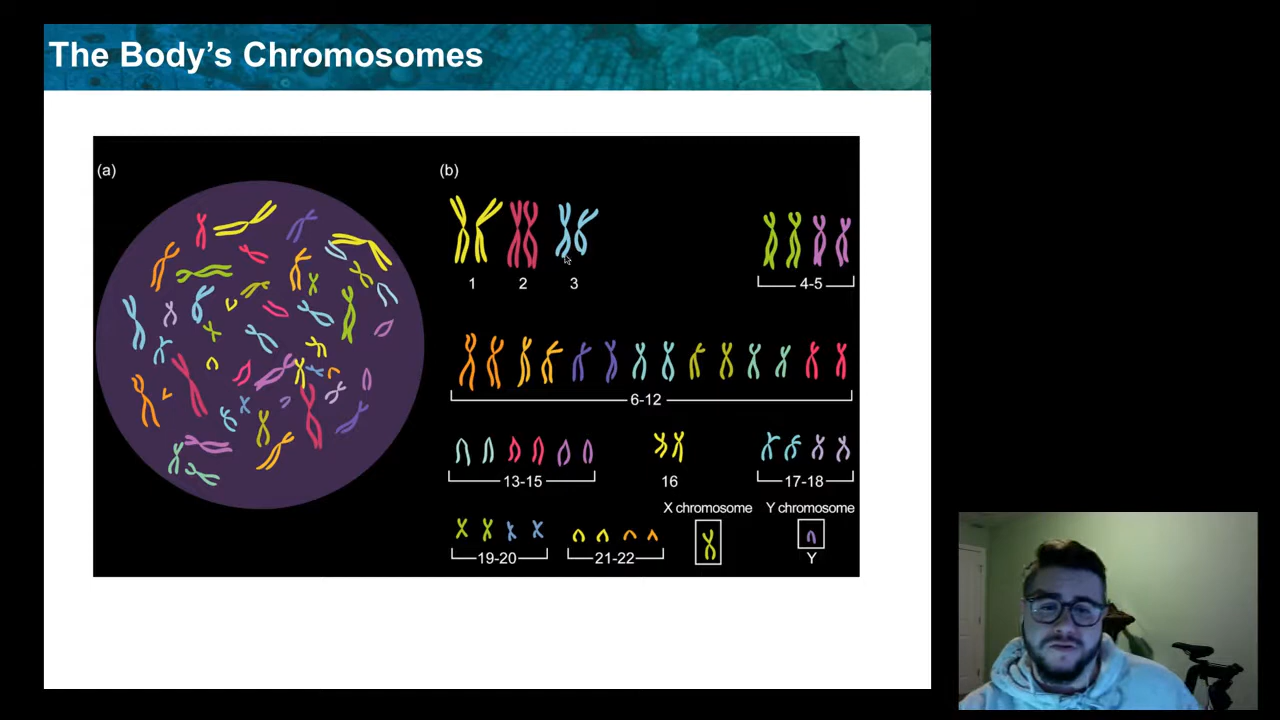 The Body's Chromosomes
(a)
(b)
1 2 3 4-5
6-12
13-15 16 17-18
X chromosome Y chromosome
19-20 21-22 Y